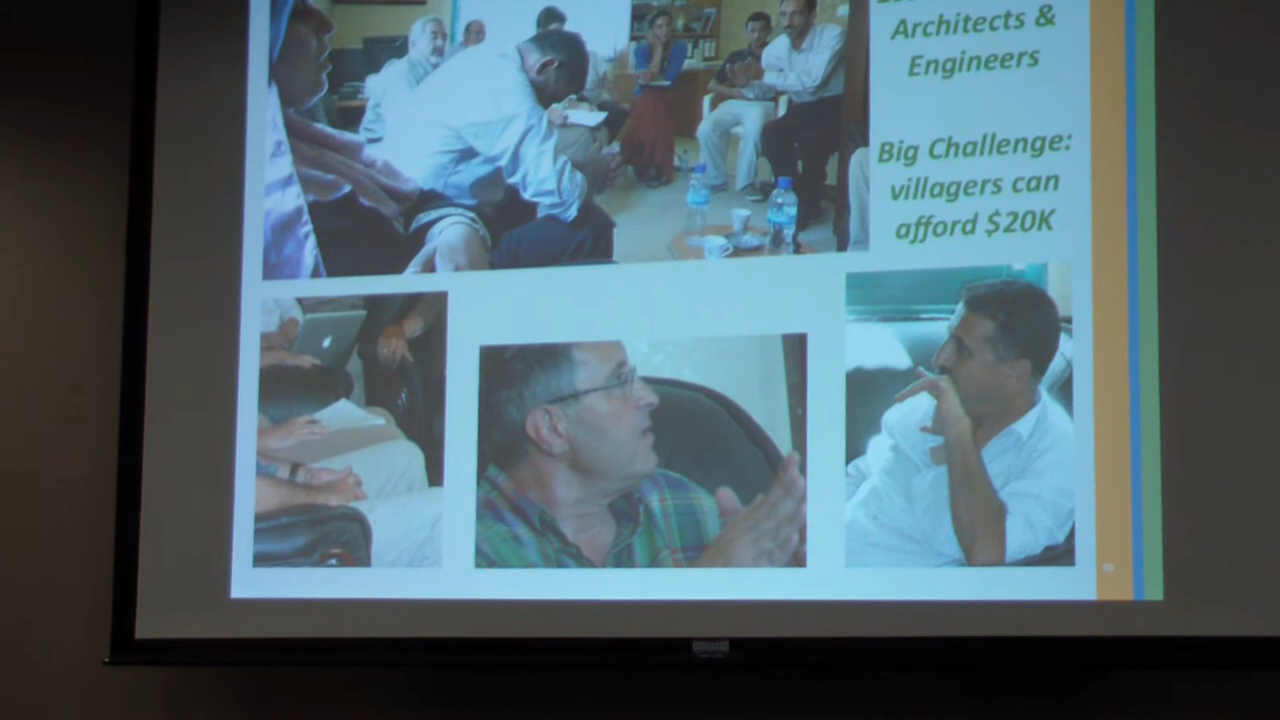 Architects &
Engineers
Big Challenge:
villagers can
afford $20K